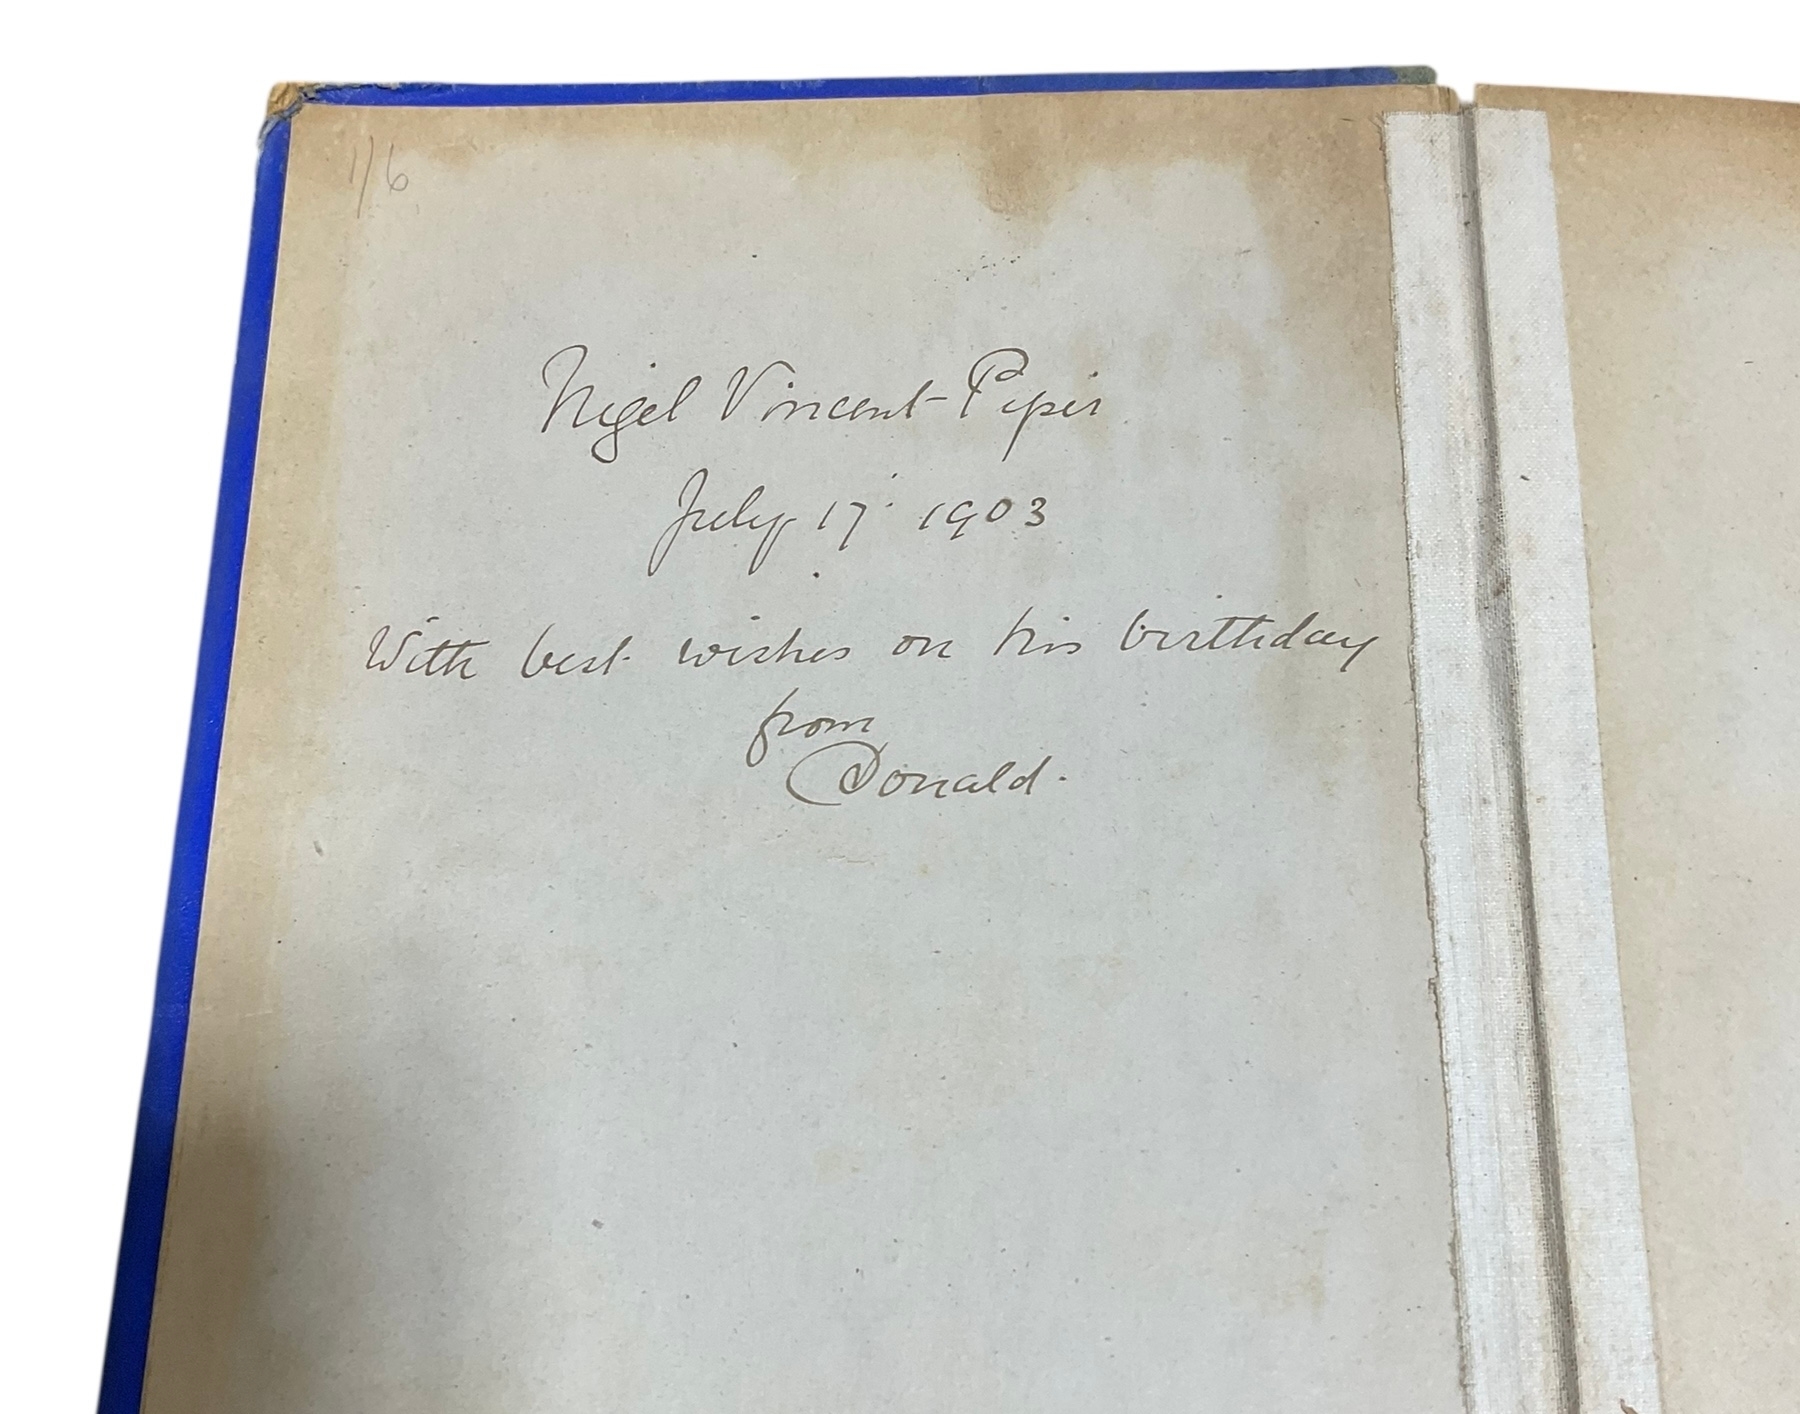 1/6
Nigel Vincent-Piper
July 17. 1903
With best wishes on his birthday
from
Donald.